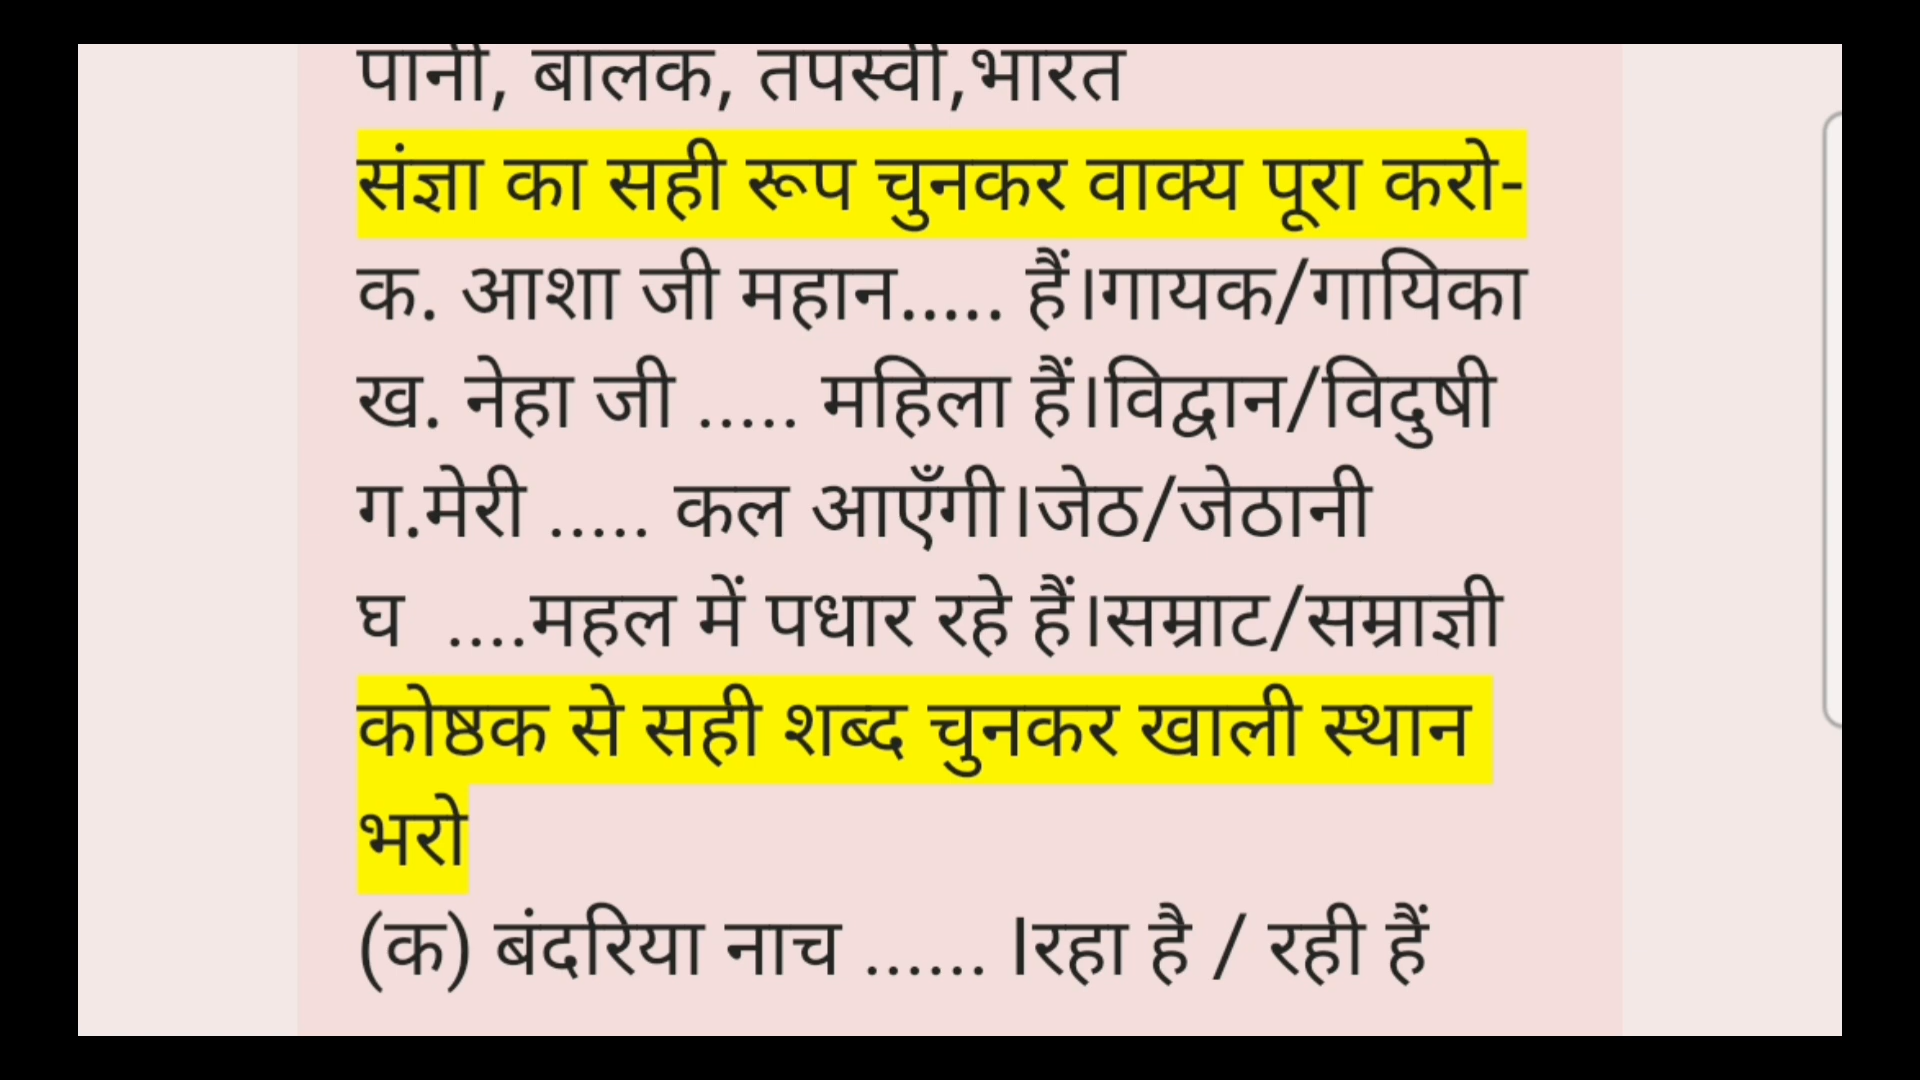 पानी, बालक, तपस्वी,भारत
संज्ञा का सही रूप चुनकर वाक्य पूरा करो-
क. आशा जी महान..... हैं।गायक/गायिका
ख. नेहा जी ..... महिला हैं।विद्वान/विदुषी
ग.मेरी ..... कल आएँगी।जेठ/जेठानी
घ ....महल में पधार रहे हैं।सम्राट/सम्राज्ञी
कोष्ठक से सही शब्द चुनकर खाली स्थान
भरो
(क) बंदरिया नाच ...... ।रहा है / रही हैं